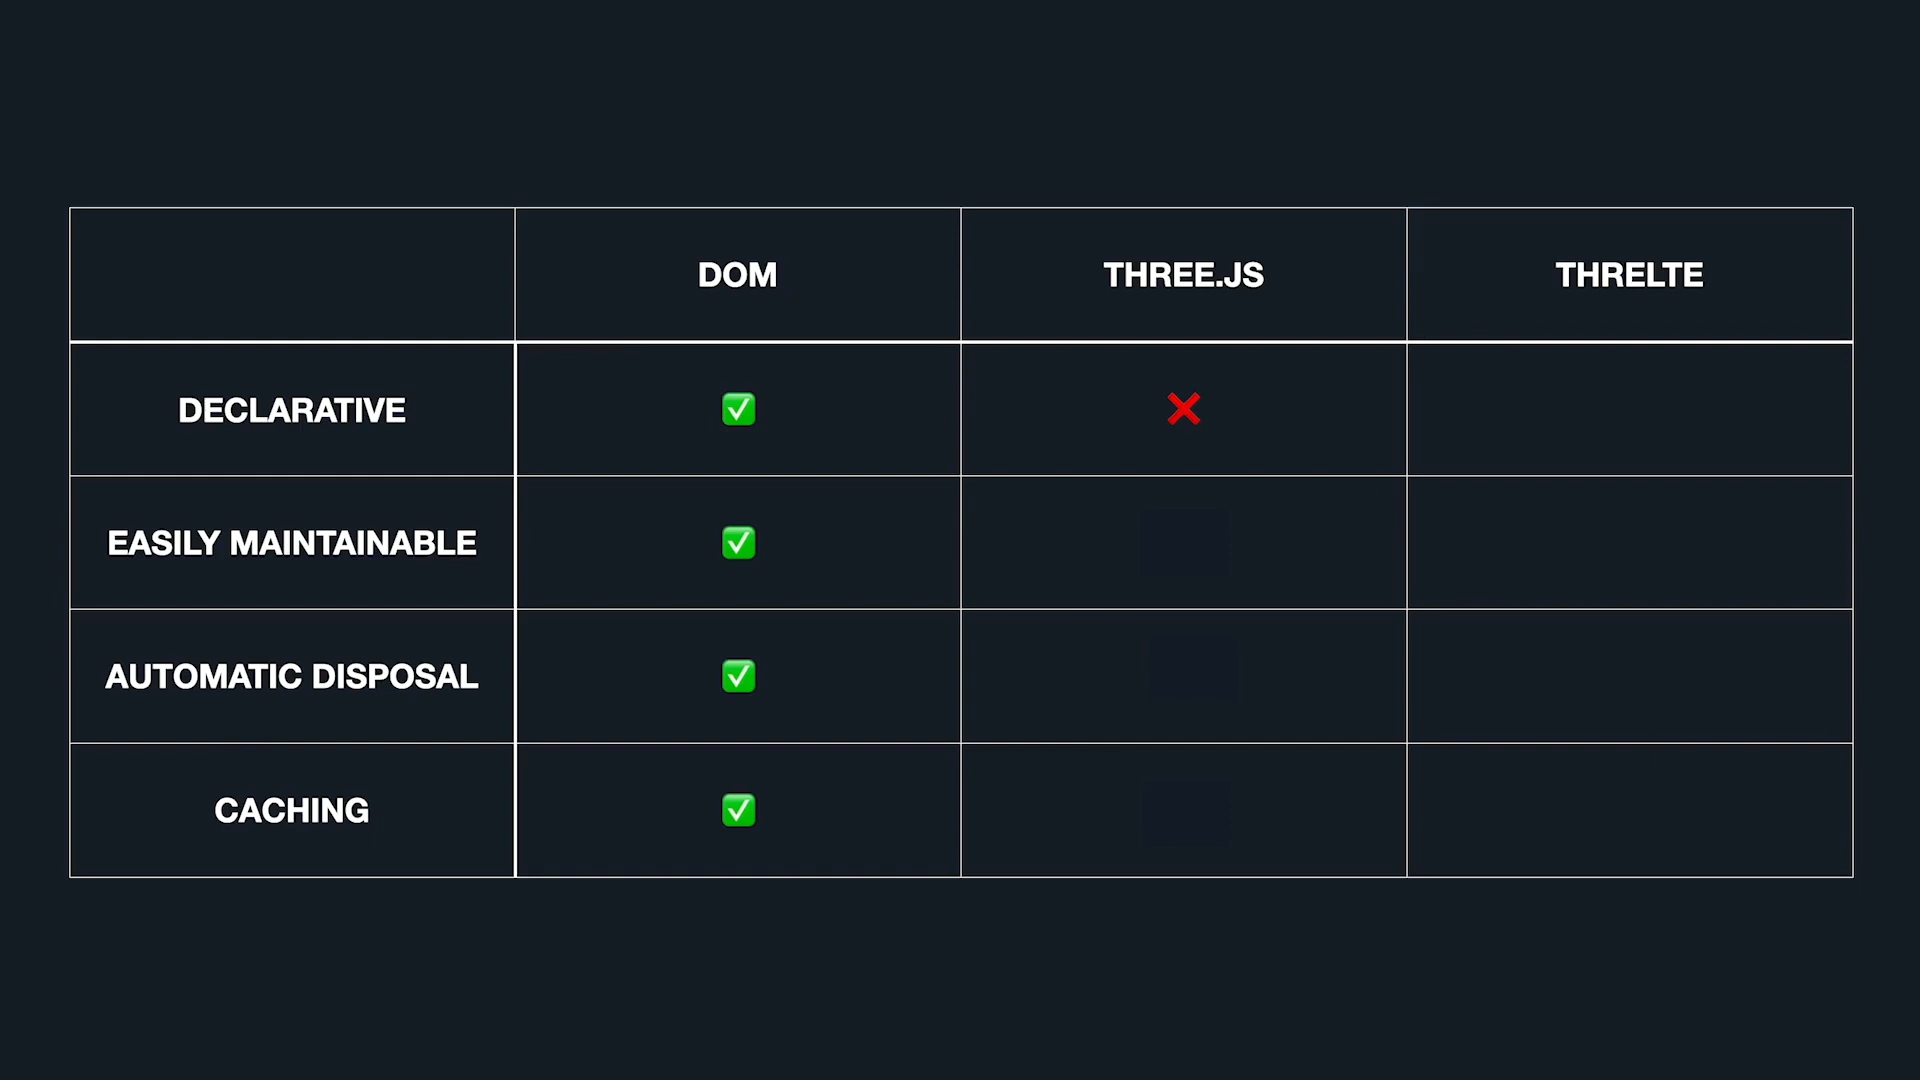 DOM THREE.JS THRELTE
DECLARATIVE ✅ ❌
EASILY MAINTAINABLE ✅
AUTOMATIC DISPOSAL ✅
CACHING ✅